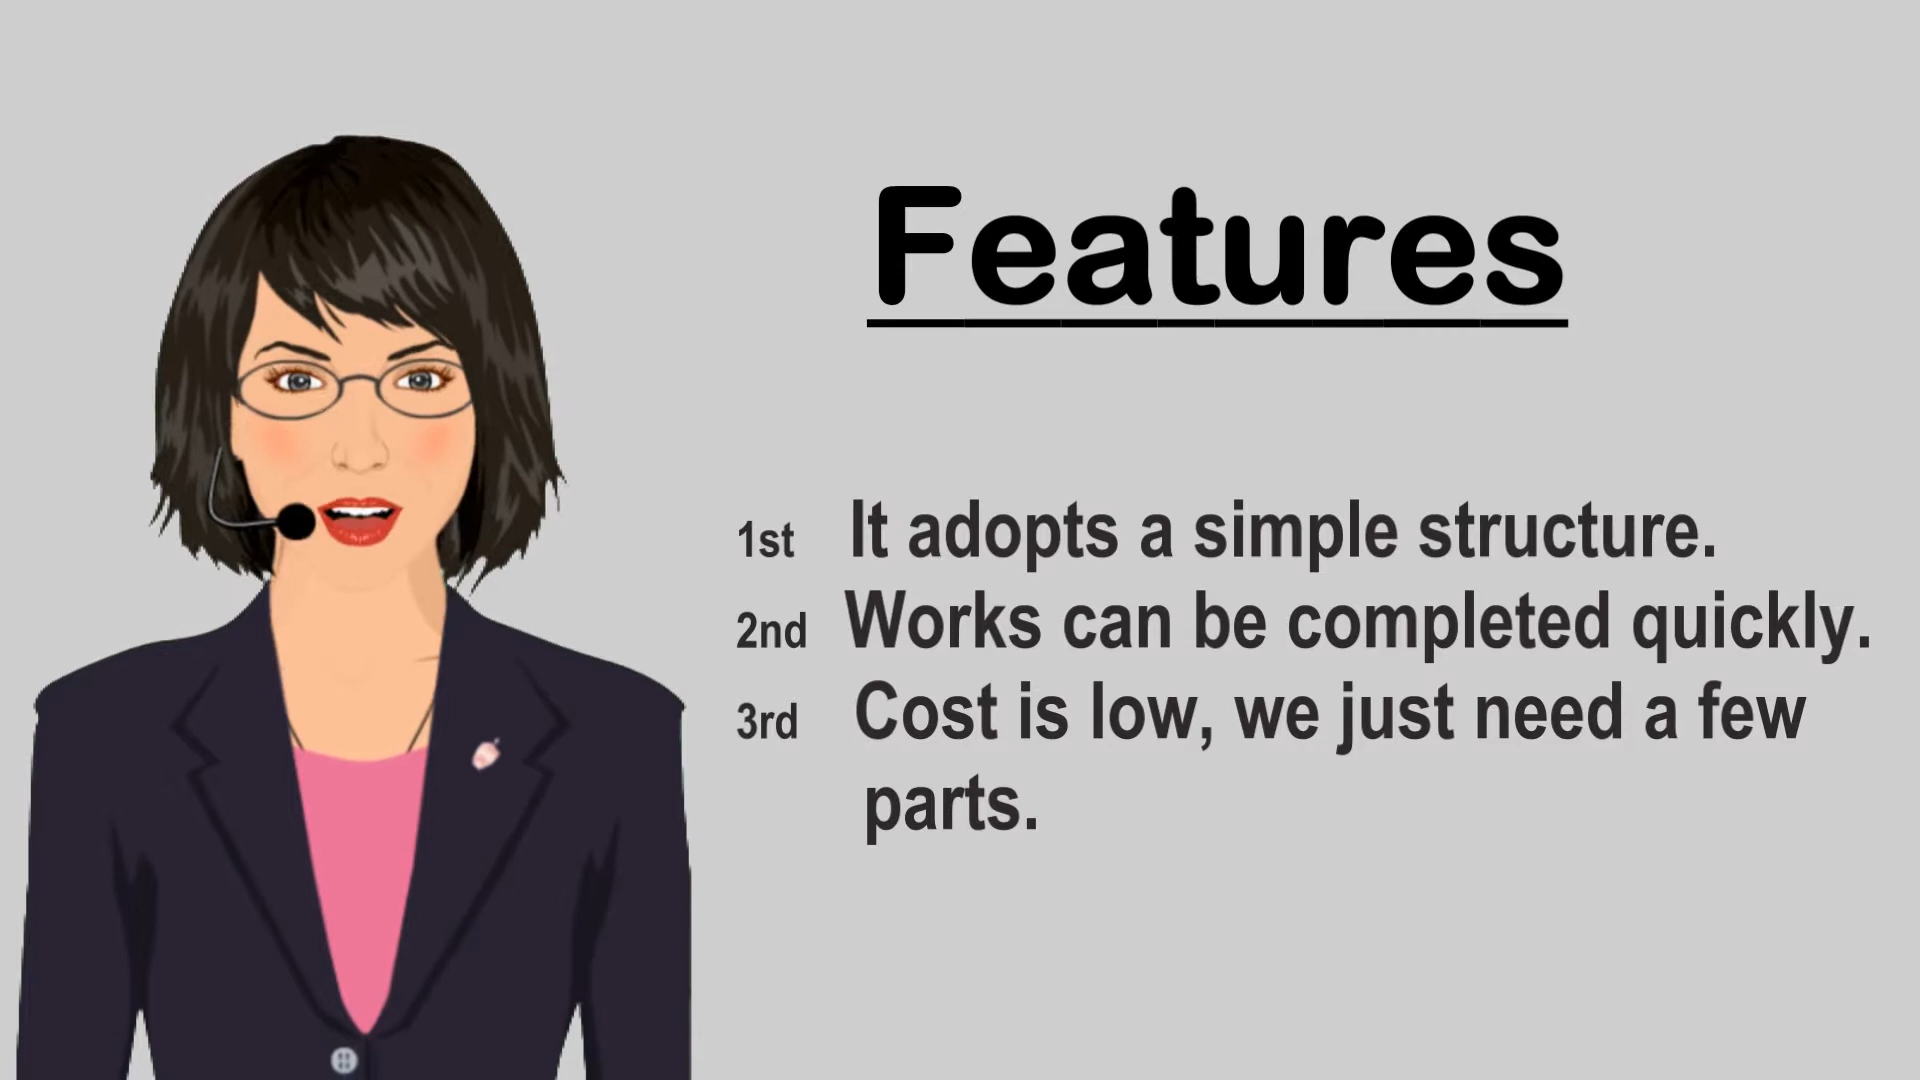 Features
1st It adopts a simple structure.
2nd Works can be completed quickly.
3rd Cost is low, we just need a few
parts.